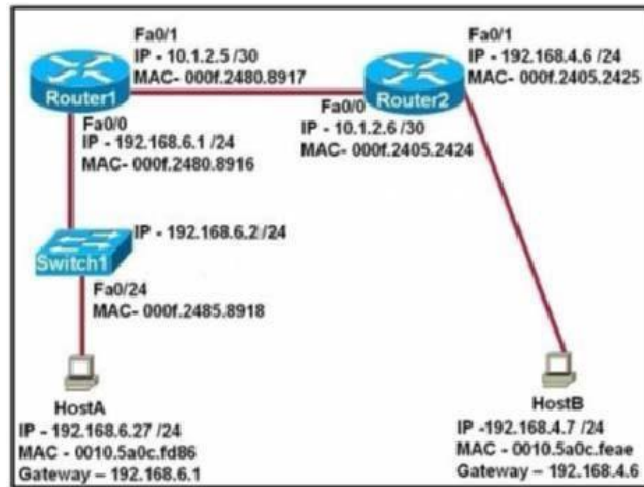 Fa0/1
IP - 10.1.2.5 /30
MAC- 000f.2480.8917
Router1
Fa0/0
IP - 192.168.6.1 /24
MAC- 000f.2480.8916
Fa0/1
IP - 192.168.4.6 /24
MAC- 000f.2405.2425
Router2
Fa0/0
IP - 10.1.2.6 /30
MAC- 000f.2405.2424
IP - 192.168.6.2 /24
Switch1
Fa0/24
MAC- 000f.2485.8918
HostA
IP - 192.168.6.27 /24
MAC - 0010.5a0c.fd86
Gateway – 192.168.6.1
HostB
IP -192.168.4.7 /24
MAC - 0010.5a0c.feae
Gateway – 192.168.4.6